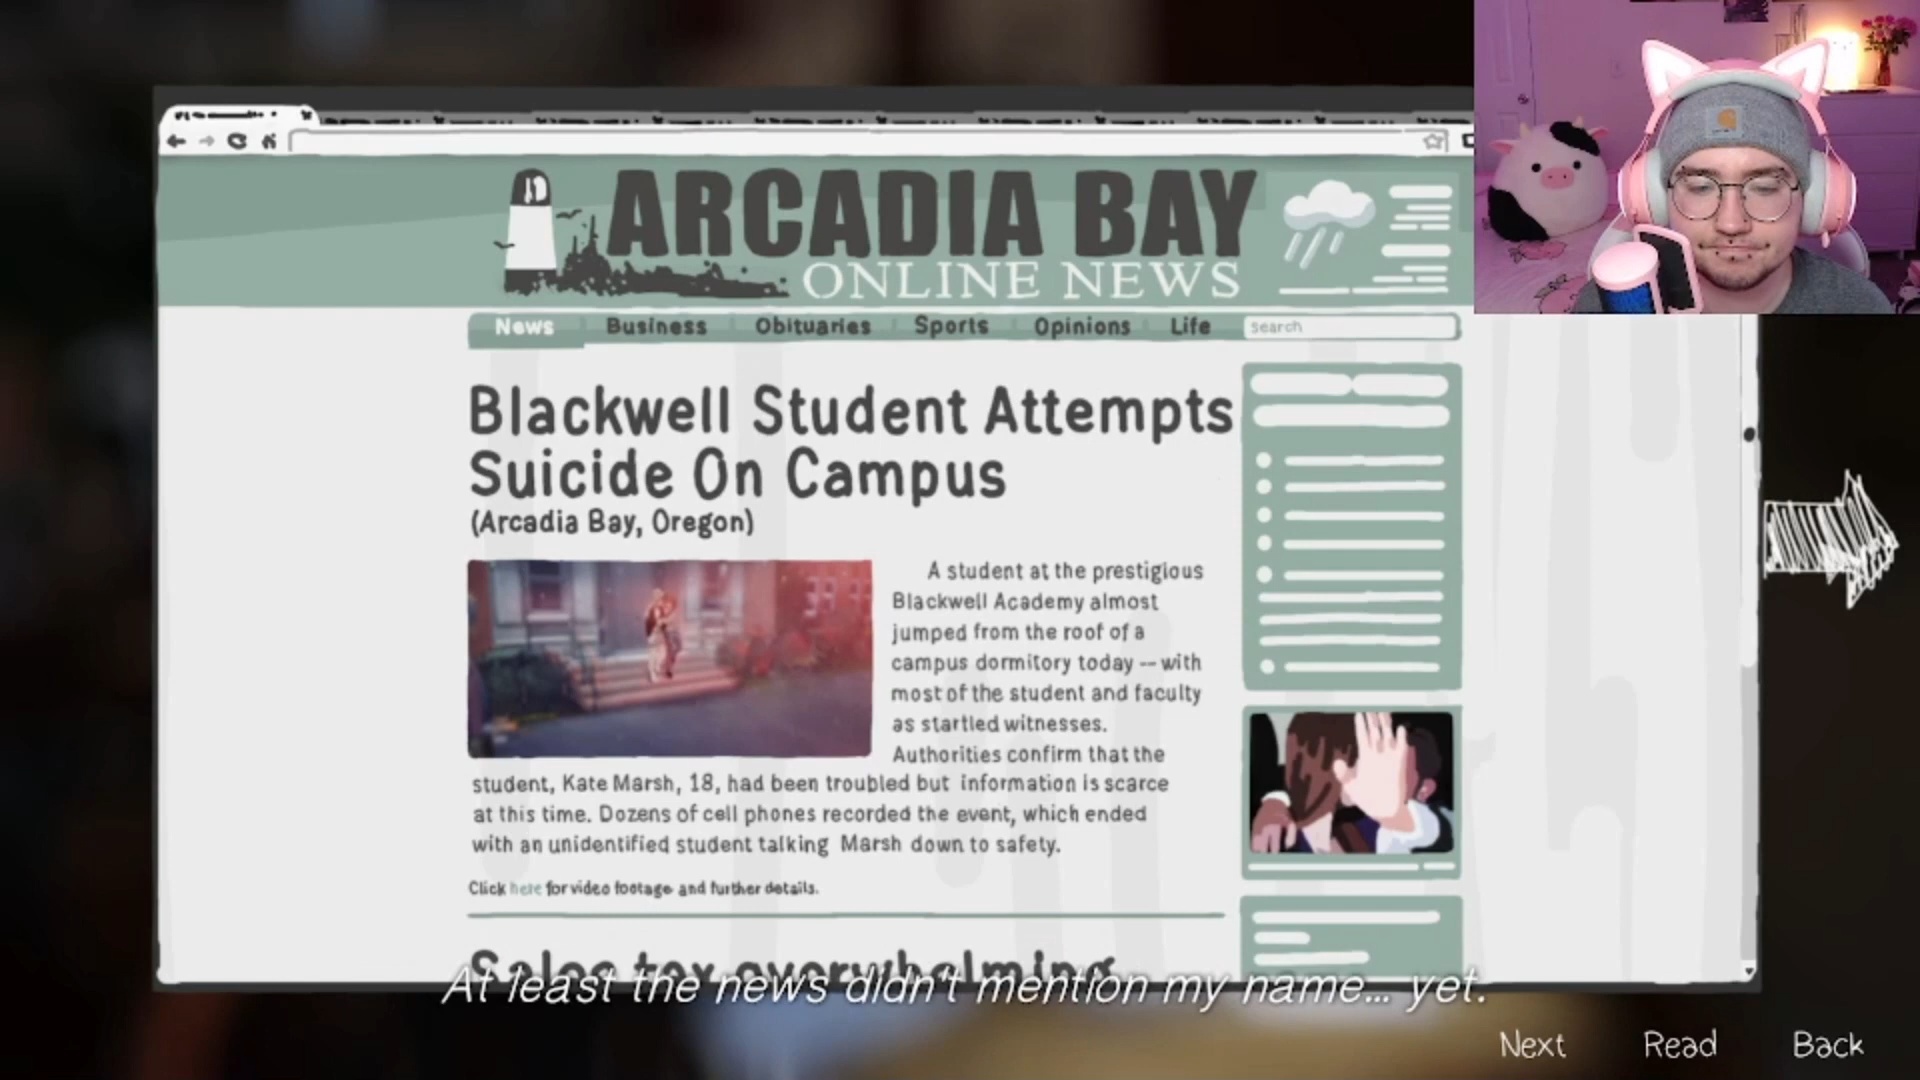 ARCADIA BAY
ONLINE NEWS
News Business Obituaries Sports Opinions Life search
Blackwell Student Attempts
Suicide On Campus
(Arcadia Bay, Oregon)
A student at the prestigious
Blackwell Academy almost
jumped from the roof of a
campus dormitory today -- with
most of the student and faculty
as startled witnesses.
Authorities confirm that the
student, Kate Marsh, 18, had been troubled but information is scarce
at this time. Dozens of cell phones recorded the event, which ended
with an unidentified student talking Marsh down to safety.
Click here for video footage and further details.
Sales tax overwhelming
At least the news didn't mention my name... yet.
Next Read Back